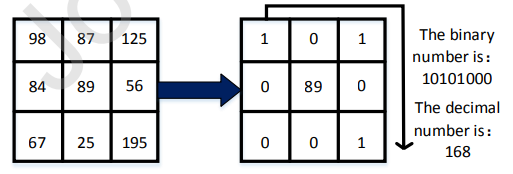 98 87 125
84 89 56
67 25 195
1 0 1
0 89 0
0 0 1
The binary
number is:
10101000
The decimal
number is:
168